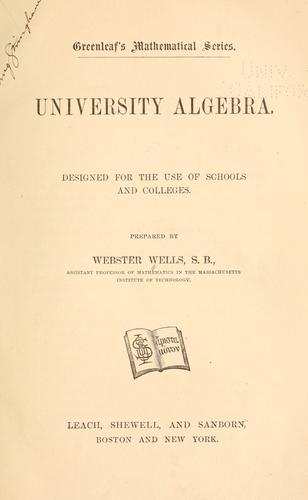 Greenleaf's Mathematical Series.
UNIVERSITY ALGEBRA.
DESIGNED FOR THE USE OF SCHOOLS
AND COLLEGES.
PREPARED BY
WEBSTER WELLS, S. B.,
ASSISTANT PROFESSOR OF MATHEMATICS IN THE MASSACHUSETTS
INSTITUTE OF TECHNOLOGY.
LEACH, SHEWELL, AND SANBORN,
BOSTON AND NEW YORK.